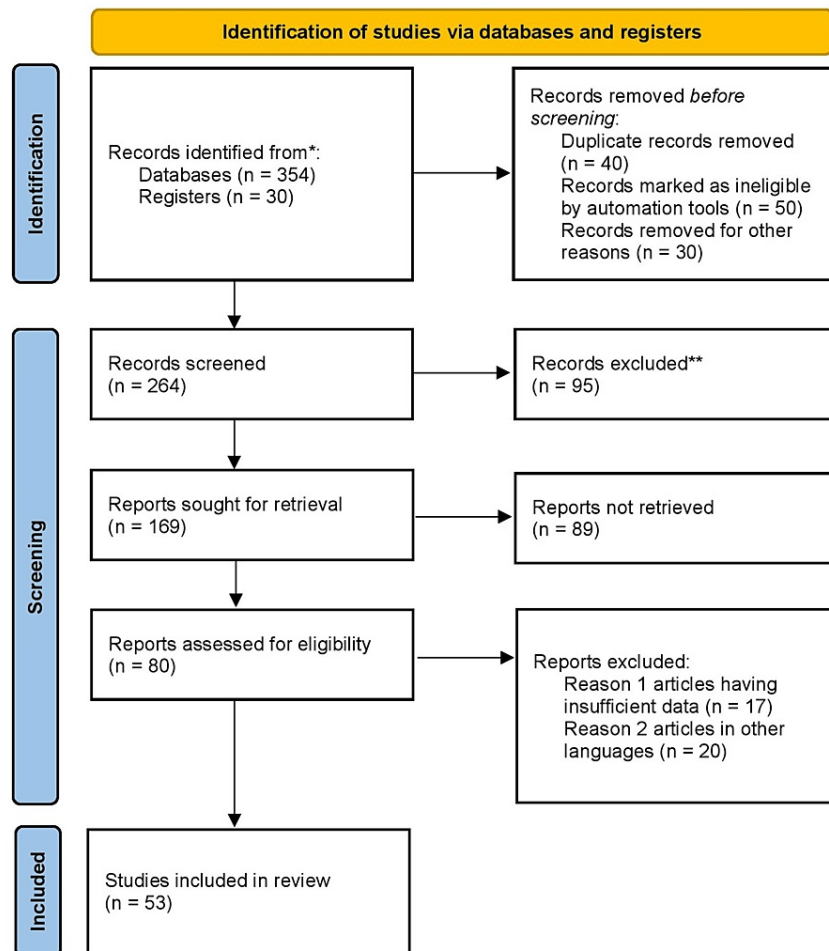 Identification of studies via databases and registers
Identification
Records identified from*:
Databases (n = 354)
Registers (n = 30)
Records removed before
screening:
Duplicate records removed
(n = 40)
Records marked as ineligible
by automation tools (n = 50)
Records removed for other
reasons (n = 30)
Screening
Records screened
(n = 264)
Records excluded**
(n = 95)
Reports sought for retrieval
(n = 169)
Reports not retrieved
(n = 89)
Reports assessed for eligibility
(n = 80)
Reports excluded:
Reason 1 articles having
insufficient data (n = 17)
Reason 2 articles in other
languages (n = 20)
Included
Studies included in review
(n = 53)